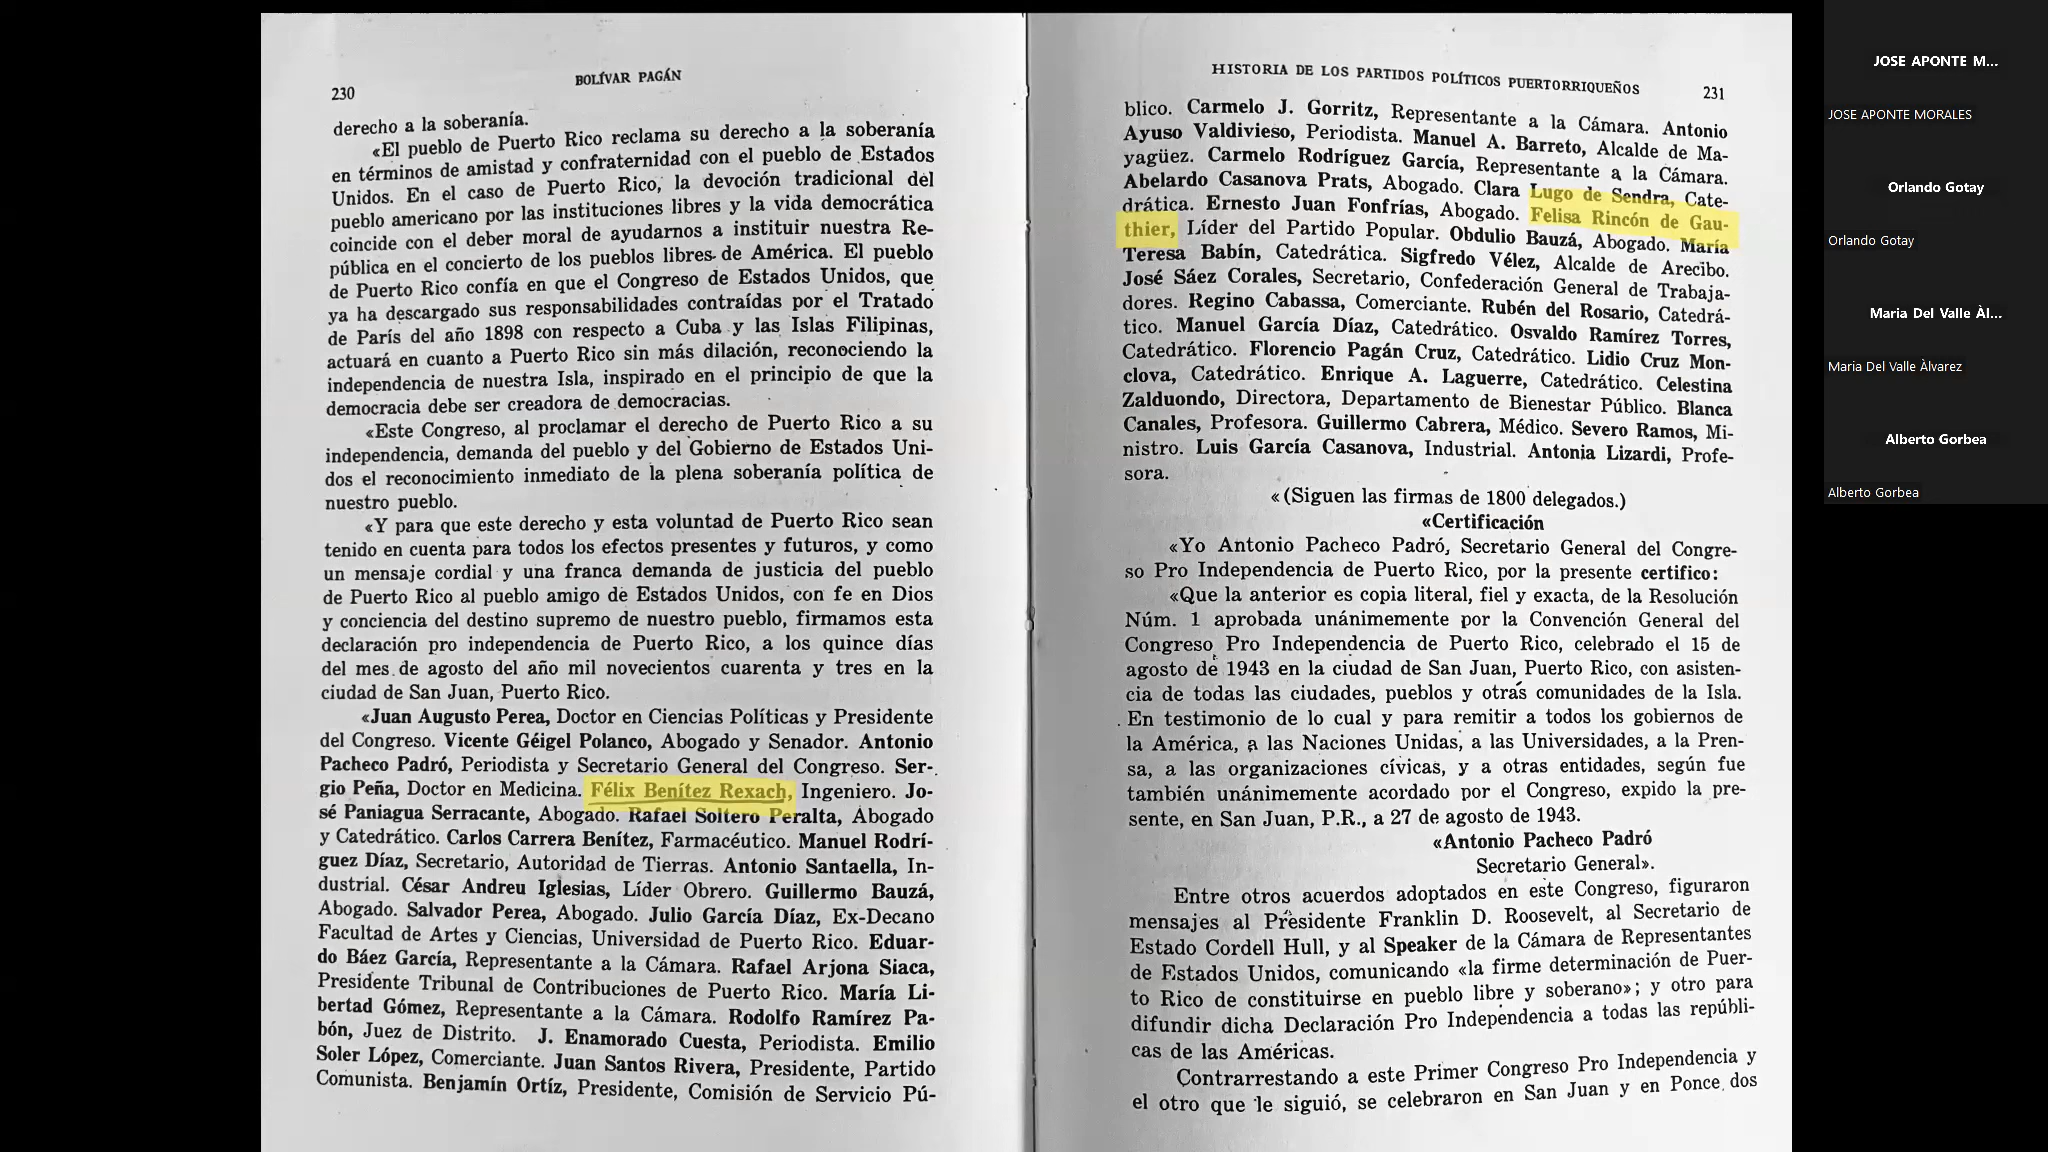 230
BOLÍVAR PAGÁN
derecho a la soberanía.
«El pueblo de Puerto Rico reclama su derecho a la soberanía
en términos de amistad y confraternidad con el pueblo de Estados
Unidos. En el caso de Puerto Rico, la devoción tradicional del
pueblo americano por las instituciones libres y la vida democrática
coincide con el deber moral de ayudarnos a instituir nuestra Re-
pública en el concierto de los pueblos libres de América. El pueblo
de Puerto Rico confía en que el Congreso de Estados Unidos, que
ya ha descargado sus responsabilidades contraídas por el Tratado
de París del año 1898 con respecto a Cuba y las Islas Filipinas,
actuará en cuanto a Puerto Rico sin más dilación, reconociendo la
independencia de nuestra Isla, inspirado en el principio de que la
democracia debe ser creadora de democracias.
«Este Congreso, al proclamar el derecho de Puerto Rico a su
independencia, demanda del pueblo y del Gobierno de Estados Uni-
dos el reconocimiento inmediato de la plena soberanía política de
nuestro pueblo.
«Y para que este derecho y esta voluntad de Puerto Rico sean
tenido en cuenta para todos los efectos presentes y futuros, y como
un mensaje cordial y una franca demanda de justicia del pueblo
de Puerto Rico al pueblo amigo de Estados Unidos, con fe en Dios
y conciencia del destino supremo de nuestro pueblo, firmamos esta
declaración pro independencia de Puerto Rico, a los quince días
del mes de agosto del año mil novecientos cuarenta y tres en la
ciudad de San Juan, Puerto Rico.
«Juan Augusto Perea, Doctor en Ciencias Políticas y Presidente
del Congreso. Vicente Géigel Polanco, Abogado y Senador. Antonio
Pacheco Padró, Periodista y Secretario General del Congreso. Ser-
gio Peña, Doctor en Medicina. Félix Benítez Rexach, Ingeniero. Jo-
sé Paniagua Serracante, Abogado. Rafael Soltero Peralta, Abogado
y Catedrático. Carlos Carrera Benítez, Farmacéutico. Manuel Rodrí-
guez Díaz, Secretario, Autoridad de Tierras. Antonio Santaella, In-
dustrial. César Andreu Iglesias, Líder Obrero. Guillermo Bauzá,
Abogado. Salvador Perea, Abogado. Julio García Díaz, Ex-Decano
Facultad de Artes y Ciencias, Universidad de Puerto Rico. Eduar-
do Báez García, Representante a la Cámara. Rafael Arjona Siaca,
Presidente Tribunal de Contribuciones de Puerto Rico. María Li-
bertad Gómez, Representante a la Cámara. Rodolfo Ramírez Pa-
bón, Juez de Distrito. J. Enamorado Cuesta, Periodista. Emilio
Soler López, Comerciante. Juan Santos Rivera, Presidente, Partido
Comunista. Benjamín Ortíz, Presidente, Comisión de Servicio Pú-
HISTORIA DE LOS PARTIDOS POLÍTICOS PUERTORRIQUEÑOS
231
blico. Carmelo J. Gorritz, Representante a la Cámara. Antonio
Ayuso Valdivieso, Periodista. Manuel A. Barreto, Alcalde de Ma-
yagüez. Carmelo Rodríguez García, Representante a la Cámara.
Abelardo Casanova Prats, Abogado. Clara Lugo de Sendra, Cate-
drática. Ernesto Juan Fonfrías, Abogado. Felisa Rincón de Gau-
thier, Líder del Partido Popular. Obdulio Bauzá, Abogado. María
Teresa Babín, Catedrática. Sigfredo Vélez, Alcalde de Arecibo.
José Sáez Corales, Secretario, Confederación General de Trabaja-
dores. Regino Cabassa, Comerciante. Rubén del Rosario, Catedrá-
tico. Manuel García Díaz, Catedrático. Osvaldo Ramírez Torres,
Catedrático. Florencio Pagán Cruz, Catedrático. Lidio Cruz Mon-
clova, Catedrático. Enrique A. Laguerre, Catedrático. Celestina
Zalduondo, Directora, Departamento de Bienestar Público. Blanca
Canales, Profesora. Guillermo Cabrera, Médico. Severo Ramos, Mi-
nistro. Luis García Casanova, Industrial. Antonia Lizardi, Profe-
sora.
«(Siguen las firmas de 1800 delegados.)
«Certificación
«Yo Antonio Pacheco Padró, Secretario General del Congre-
so Pro Independencia de Puerto Rico, por la presente certifico:
«Que la anterior es copia literal, fiel y exacta, de la Resolución
Núm. 1 aprobada unánimemente por la Convención General del
Congreso Pro Independencia de Puerto Rico, celebrado el 15 de
agosto de 1943 en la ciudad de San Juan, Puerto Rico, con asisten-
cia de todas las ciudades, pueblos y otras comunidades de la Isla.
En testimonio de lo cual y para remitir a todos los gobiernos de
la América, a las Naciones Unidas, a las Universidades, a la Pren-
sa, a las organizaciones cívicas, y a otras entidades, según fue
también unánimemente acordado por el Congreso, expido la pre-
sente, en San Juan, P.R., a 27 de agosto de 1943.
«Antonio Pacheco Padró
Secretario General».
Entre otros acuerdos adoptados en este Congreso, figuraron
mensajes al Présidente Franklin D. Roosevelt, al Secretario de
Estado Cordell Hull, y al Speaker de la Cámara de Representantes
de Estados Unidos, comunicando «la firme determinación de Puer-
to Rico de constituirse en pueblo libre y soberano»; y otro para
difundir dicha Declaración Pro Independencia a todas las repúbli-
cas de las Américas.
Contrarrestando a este Primer Congreso Pro Independencia y
el otro que le siguió, se celebraron en San Juan y en Ponce dos
JOSE APONTE M...
JOSE APONTE MORALES
Orlando Gotay
Orlando Gotay
Maria Del Valle Àl...
Maria Del Valle Àlvarez
Alberto Gorbea
Alberto Gorbea